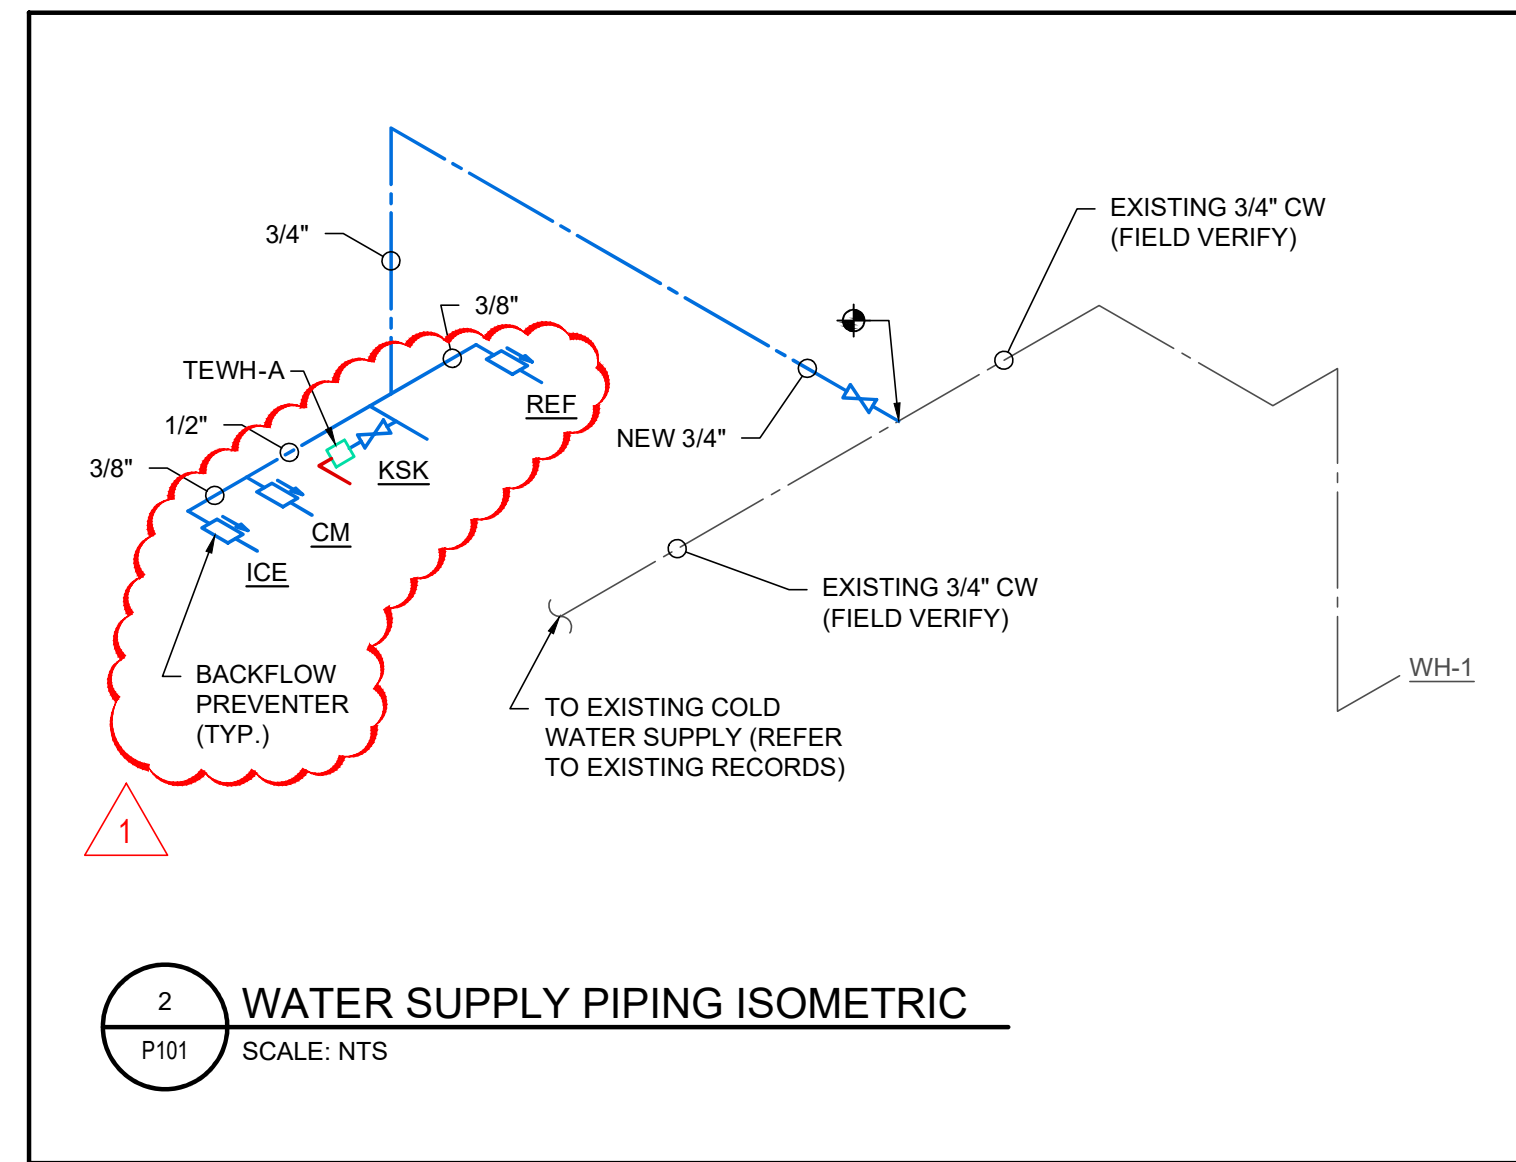 EXISTING 3/4" CW
(FIELD VERIFY)
3/4"
3/8"
TEWH-A
REF
1/2"
NEW 3/4"
3/8"
KSK
CM
ICE
EXISTING 3/4" CW
(FIELD VERIFY)
BACKFLOW
PREVENTER
(TYP.)
TO EXISTING COLD
WATER SUPPLY (REFER
TO EXISTING RECORDS)
WH-1
1
2
P101
WATER SUPPLY PIPING ISOMETRIC
SCALE: NTS